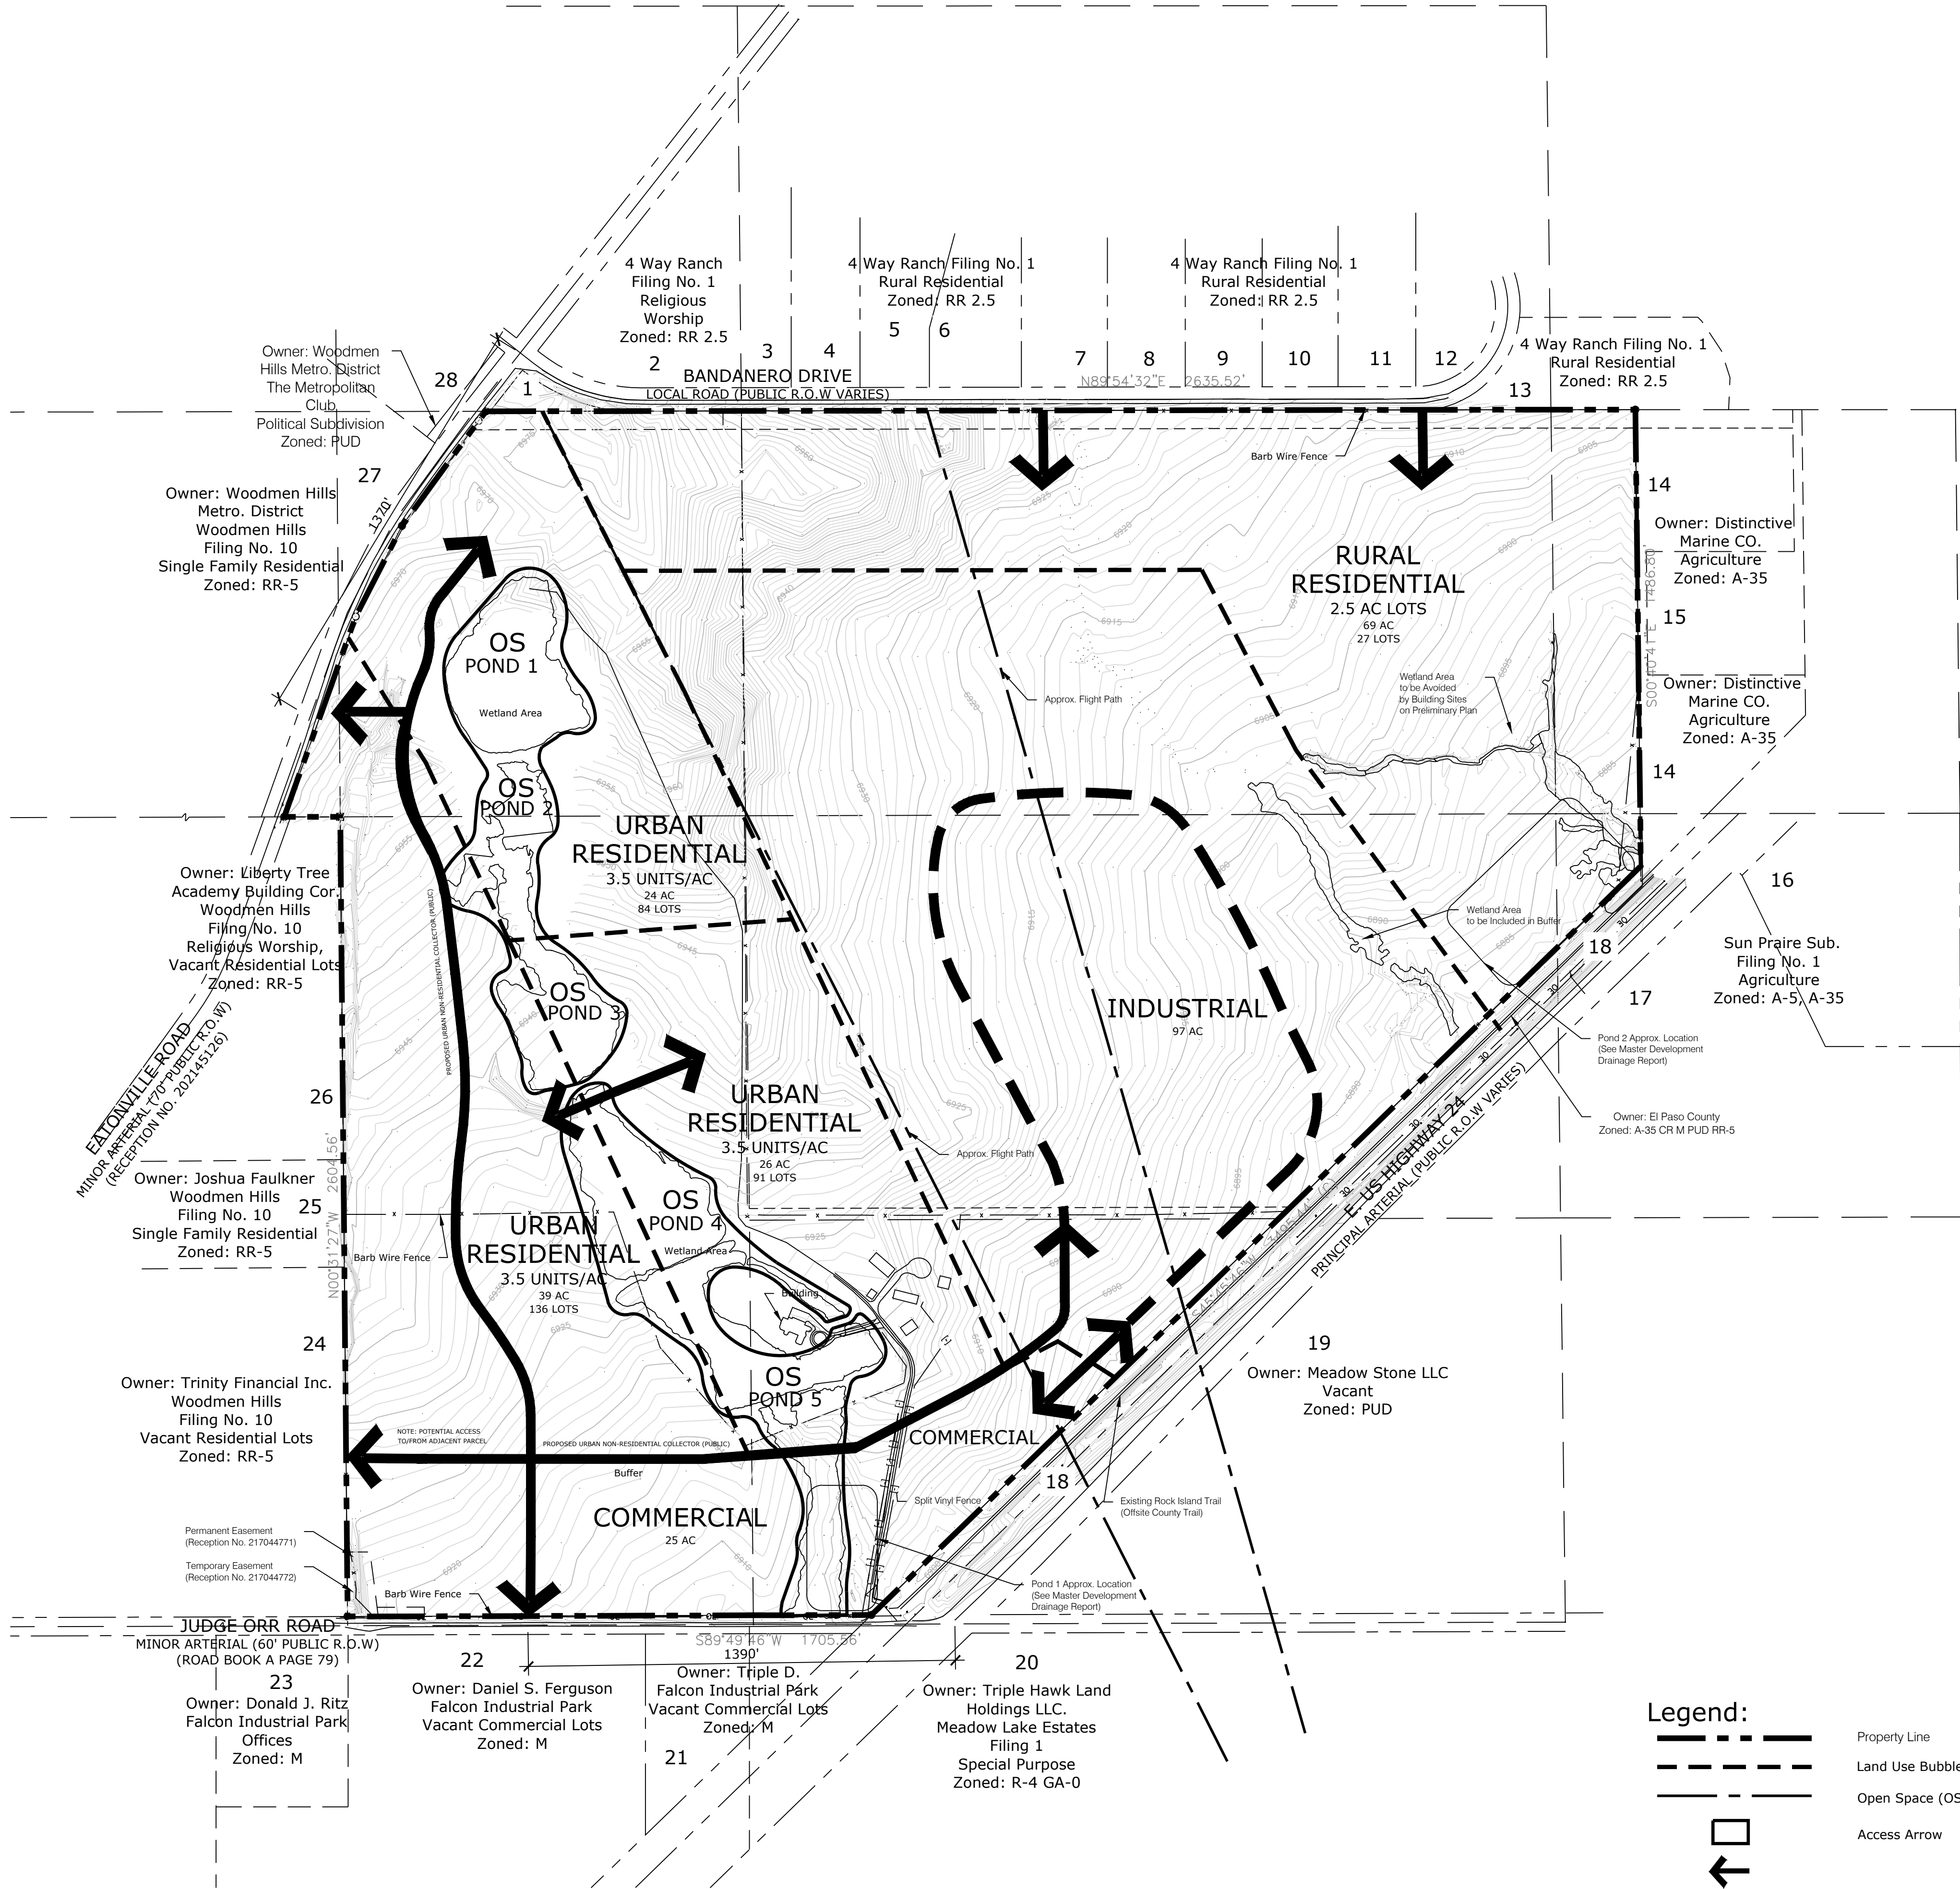 4 Way Ranch
Filing No. 1
Religious
Worship
Zoned: RR 2.5
4 Way Ranch Filing No. 1
Rural Residential
Zoned: RR 2.5
4 Way Ranch Filing No. 1
Rural Residential
Zoned: RR 2.5
4 Way Ranch Filing No. 1
Rural Residential
Zoned: RR 2.5
1
2
3
4
5
6
7
8
9
10
11
12
13
BANDANERO DRIVE
LOCAL ROAD (PUBLIC R.O.W VARIES)
N89°54'32"E 2635.52'
Owner: Woodmen
Hills Metro. District
The Metropolitan
Club
Political Subdivision
Zoned: PUD
28
27
Owner: Woodmen Hills
Metro. District
Woodmen Hills
Filing No. 10
Single Family Residential
Zoned: RR-5
1370'
Barb Wire Fence
14
Owner: Distinctive
Marine CO.
Agriculture
Zoned: A-35
S00°40'41"E 1486.80'
15
Owner: Distinctive
Marine CO.
Agriculture
Zoned: A-35
14
RURAL
RESIDENTIAL
2.5 AC LOTS
69 AC
27 LOTS
Wetland Area
to be Avoided
by Building Sites
on Preliminary Plan
Approx. Flight Path
OS
POND 1
Wetland Area
OS
POND 2
URBAN
RESIDENTIAL
3.5 UNITS/AC
24 AC
84 LOTS
Owner: Liberty Tree
Academy Building Cor.
Woodmen Hills
Filing No. 10
Religious Worship,
Vacant Residential Lots
Zoned: RR-5
PROPOSED URBAN NON-RESIDENTIAL COLLECTOR (PUBLIC)
16
Wetland Area
to be Included in Buffer
Sun Praire Sub.
Filing No. 1
Agriculture
Zoned: A-5, A-35
18
17
OS
POND 3
INDUSTRIAL
97 AC
Pond 2 Approx. Location
(See Master Development
Drainage Report)
EATONVILLE ROAD
MINOR ARTERIAL (70' PUBLIC R.O.W)
(RECEPTION NO. 202145126)
26
URBAN
RESIDENTIAL
3.5 UNITS/AC
26 AC
91 LOTS
Approx. Flight Path
Owner: El Paso County
Zoned: A-35 CR M PUD RR-5
E US HIGHWAY 24
PRINCIPAL ARTERIAL (PUBLIC R.O.W VARIES)
N00°31'27"W 2604.56'
Owner: Joshua Faulkner
Woodmen Hills
Filing No. 10
Single Family Residential
Zoned: RR-5
25
Barb Wire Fence
URBAN
RESIDENTIAL
3.5 UNITS/AC
39 AC
136 LOTS
OS
POND 4
Wetland Area
Building
24
Owner: Trinity Financial Inc.
Woodmen Hills
Filing No. 10
Vacant Residential Lots
Zoned: RR-5
OS
POND 5
19
Owner: Meadow Stone LLC
Vacant
Zoned: PUD
NOTE: POTENTIAL ACCESS
TO/FROM ADJACENT PARCEL
PROPOSED URBAN NON-RESIDENTIAL COLLECTOR (PUBLIC)
Buffer
COMMERCIAL
18
Split Vinyl Fence
Existing Rock Island Trail
(Offsite County Trail)
COMMERCIAL
25 AC
Permanent Easement
(Reception No. 217044771)
Temporary Easement
(Reception No. 217044772)
Barb Wire Fence
Pond 1 Approx. Location
(See Master Development
Drainage Report)
JUDGE ORR ROAD
MINOR ARTERIAL (60' PUBLIC R.O.W)
(ROAD BOOK A PAGE 79)
S89°49'46"W 1705.56'
1390'
23
Owner: Donald J. Ritz
Falcon Industrial Park
Offices
Zoned: M
22
Owner: Daniel S. Ferguson
Falcon Industrial Park
Vacant Commercial Lots
Zoned: M
Owner: Triple D.
Falcon Industrial Park
Vacant Commercial Lots
Zoned: M
21
20
Owner: Triple Hawk Land
Holdings LLC.
Meadow Lake Estates
Filing 1
Special Purpose
Zoned: R-4 GA-0
Legend:
Property Line
Land Use Bubble
Open Space (OS
Access Arrow